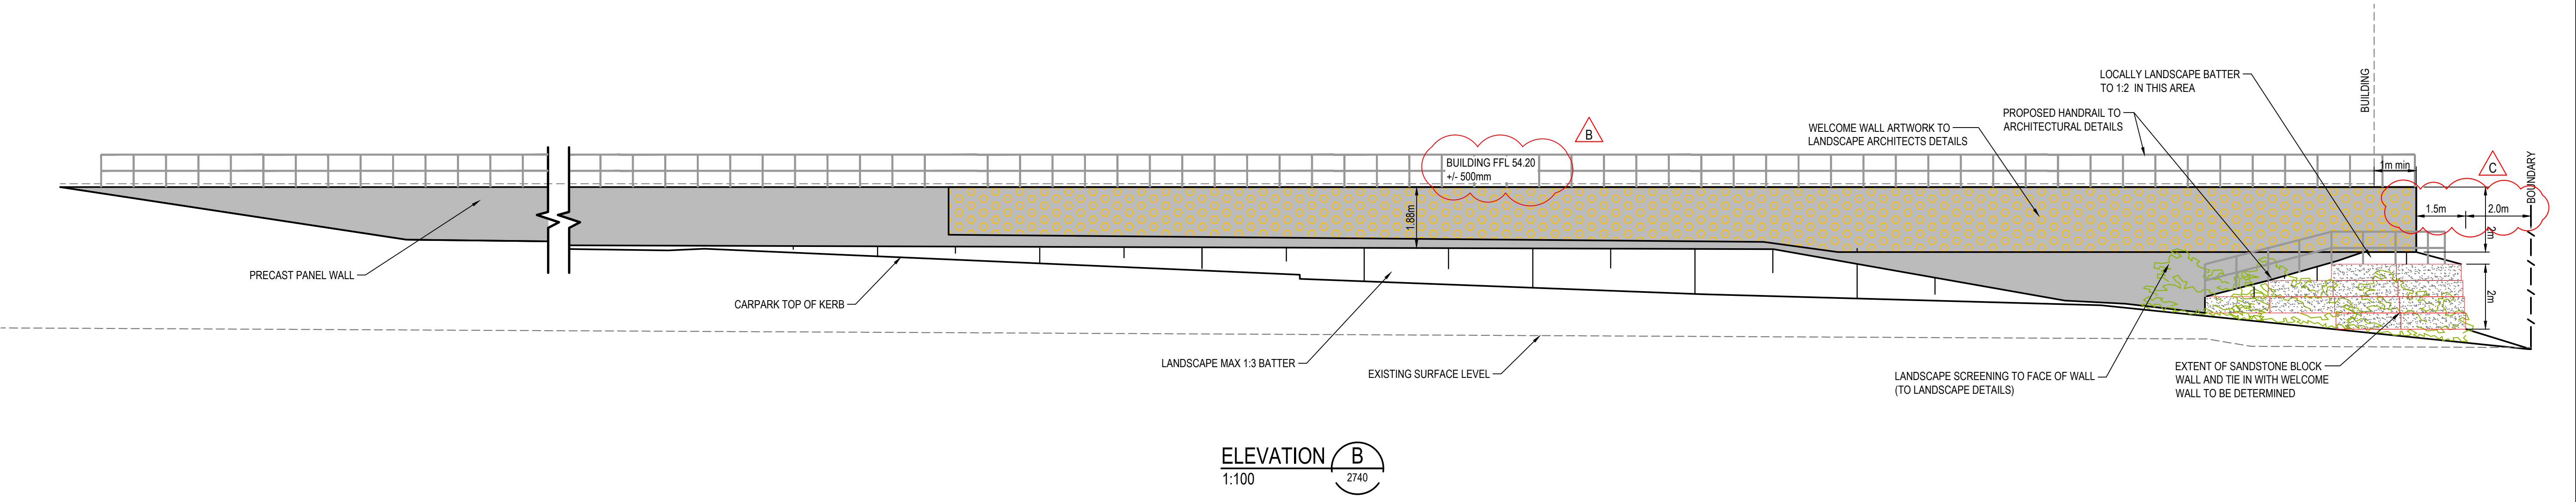 LOCALLY LANDSCAPE BATTER
TO 1:2 IN THIS AREA
BUILDING
PROPOSED HANDRAIL TO
ARCHITECTURAL DETAILS
WELCOME WALL ARTWORK TO
LANDSCAPE ARCHITECTS DETAILS
B
BUILDING FFL 54.20
+/- 500mm
1m min
C
BOUNDARY
1.88m
1.5m
2.0m
2m
2m
PRECAST PANEL WALL
CARPARK TOP OF KERB
LANDSCAPE MAX 1:3 BATTER
EXISTING SURFACE LEVEL
LANDSCAPE SCREENING TO FACE OF WALL
(TO LANDSCAPE DETAILS)
EXTENT OF SANDSTONE BLOCK
WALL AND TIE IN WITH WELCOME
WALL TO BE DETERMINED
ELEVATION B
1:100 2740